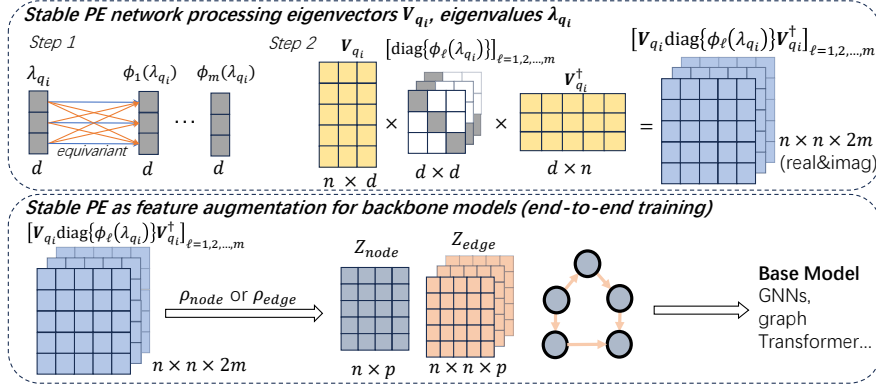 Stable PE network processing eigenvectors V_{q_i}, eigenvalues λ_{q_i}
Step 1
Step 2
λ_{q_i}
ϕ_1(λ_{q_i})
ϕ_m(λ_{q_i})
...
equivariant
d
d
d
V_{q_i}
[diag{ϕ_ℓ(λ_{q_i})}]_{ℓ=1,2,...,m}
V_{q_i}^†
[V_{q_i}diag{ϕ_ℓ(λ_{q_i})}V_{q_i}^†]_{ℓ=1,2,...,m}
×
×
=
n × d
d × d
d × n
n × n × 2m
(real&imag)
Stable PE as feature augmentation for backbone models (end-to-end training)
[V_{q_i}diag{ϕ_ℓ(λ_{q_i})}V_{q_i}^†]_{ℓ=1,2,...,m}
n × n × 2m
ρ_{node} or ρ_{edge}
Z_{node}
Z_{edge}
n × p
n × n × p
Base Model
GNNs,
graph
Transformer...